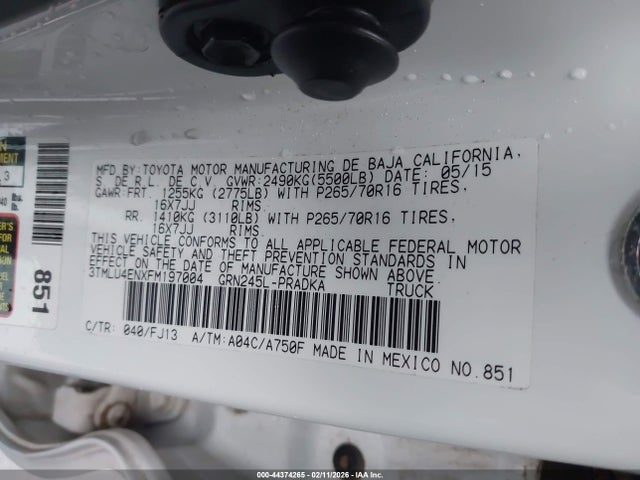 MFD.BY:TOYOTA MOTOR MANUFACTURING DE BAJA CALIFORNIA,
S. DE R.L. DE C.V. GVWR:2490KG(5500LB) DATE: 05/15
GAWR:FRT. 1255KG (2775LB) WITH P265/70R16 TIRES,
16X7JJ RIMS.
RR. 1410KG (3110LB) WITH P265/70R16 TIRES,
16X7JJ RIMS.
THIS VEHICLE CONFORMS TO ALL APPLICABLE FEDERAL MOTOR
VEHICLE SAFETY AND THEFT PREVENTION STANDARDS IN
EFFECT ON THE DATE OF MANUFACTURE SHOWN ABOVE.
3TMLU4ENXFM197004 GRN245L-PRADKA TRUCK
C/TR: 040/FJ13 A/TM:A04C/A750F MADE IN MEXICO NO.851
851
000-44374265 - 02/11/2026 - © IAA Inc.